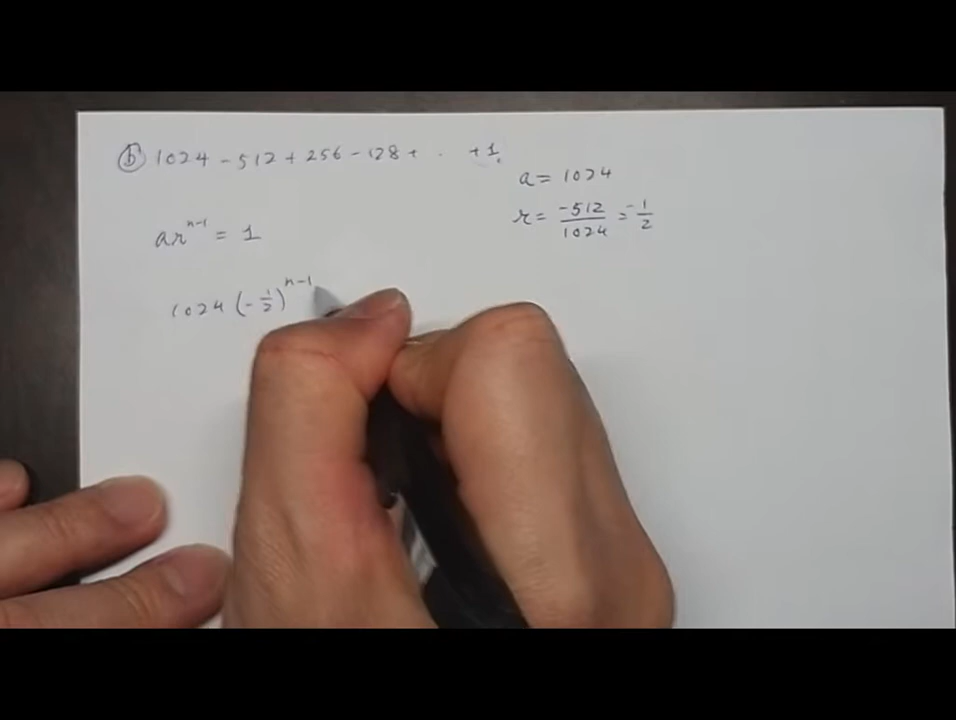 ⓑ 1024 - 512 + 256 - 128 + . . + 1.
a = 1024
r = -512/1024 = -1/2
ar^{n-1} = 1
1024 (-1/2)^{n-1}